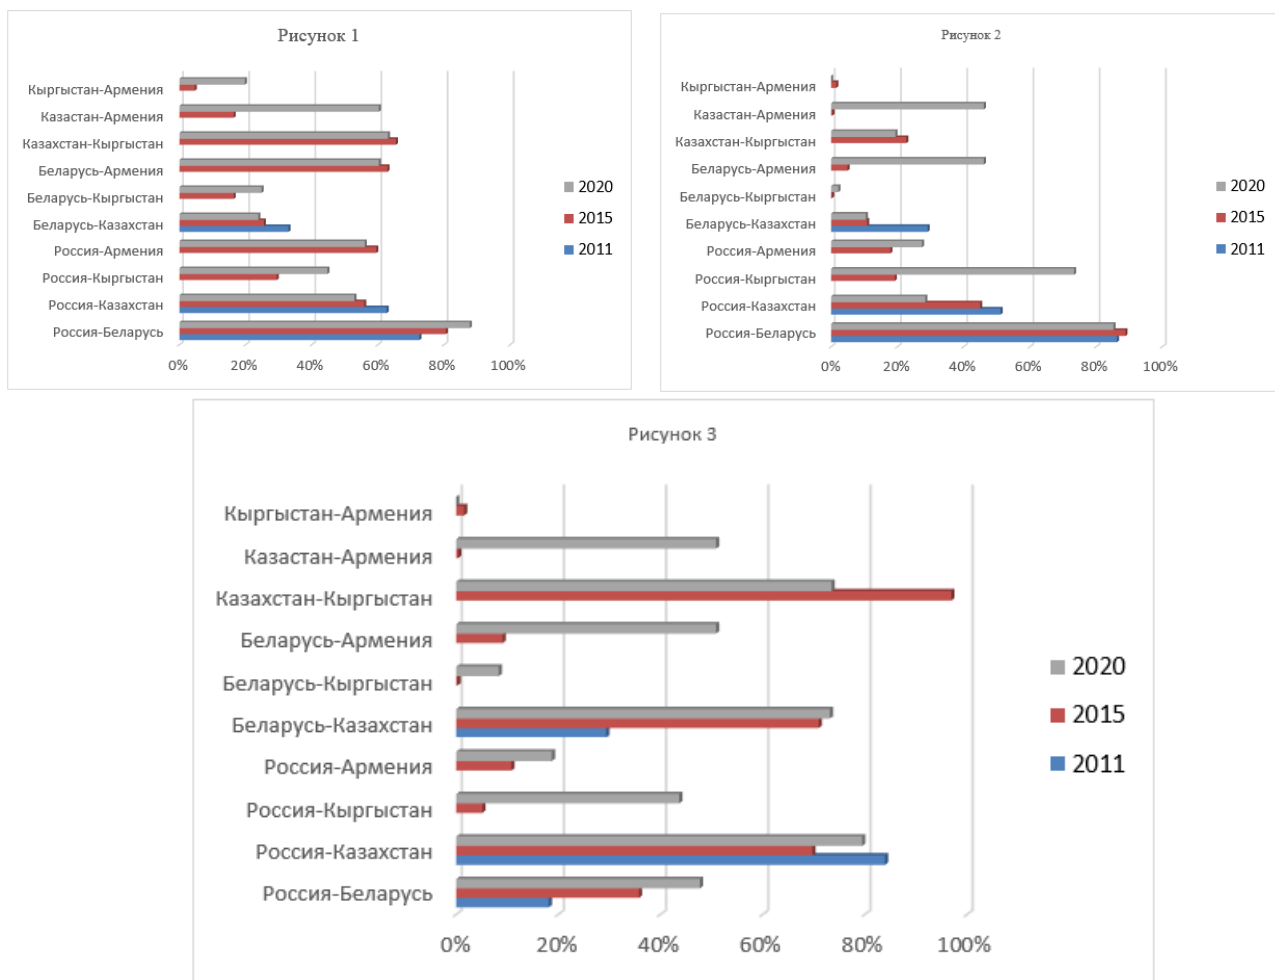 Рисунок 1
Кыргыстан-Армения
Казастан-Армения
Казахстан-Кыргыстан
Беларусь-Армения
Беларусь-Кыргыстан
Беларусь-Казахстан
Россия-Армения
Россия-Кыргыстан
Россия-Казахстан
Россия-Беларусь
0% 20% 40% 60% 80% 100%
2020
2015
2011
Рисунок 2
Кыргыстан-Армения
Казастан-Армения
Казахстан-Кыргыстан
Беларусь-Армения
Беларусь-Кыргыстан
Беларусь-Казахстан
Россия-Армения
Россия-Кыргыстан
Россия-Казахстан
Россия-Беларусь
0% 20% 40% 60% 80% 100%
2020
2015
2011
Рисунок 3
Кыргыстан-Армения
Казастан-Армения
Казахстан-Кыргыстан
Беларусь-Армения
Беларусь-Кыргыстан
Беларусь-Казахстан
Россия-Армения
Россия-Кыргыстан
Россия-Казахстан
Россия-Беларусь
0% 20% 40% 60% 80% 100%
2020
2015
2011